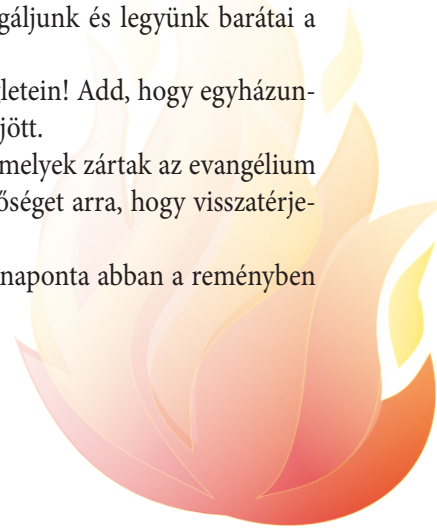 gáljunk és legyünk barátai a
letein! Add, hogy egyházun-
jött.
melyek zártak az evangélium
őséget arra, hogy visszatérje-
naponta abban a reményben